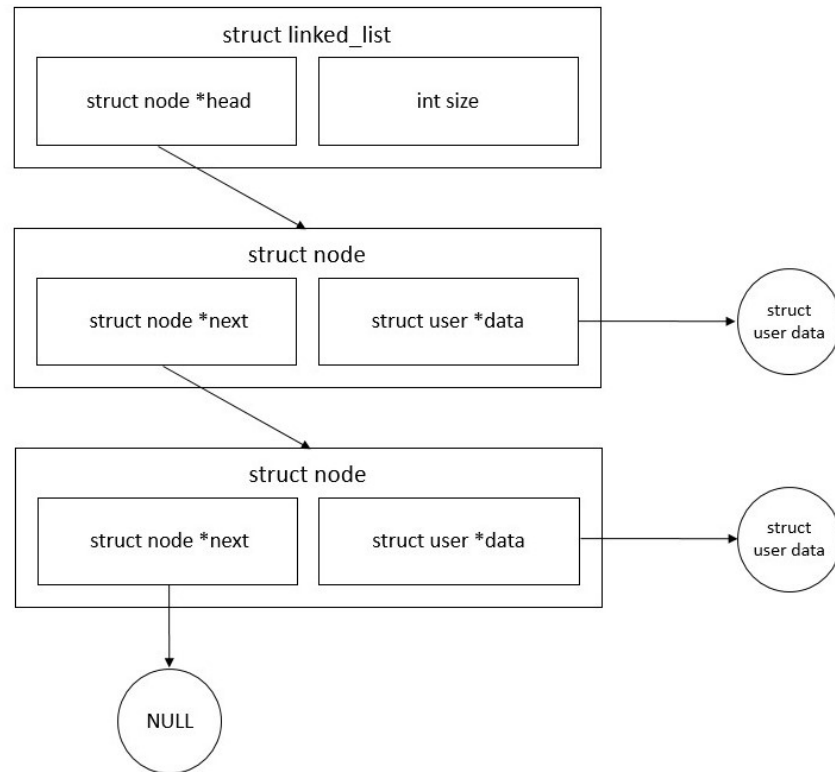 struct linked_list
struct node *head
int size
struct node
struct node *next
struct user *data
struct
user data
struct node
struct node *next
struct user *data
struct
user data
NULL